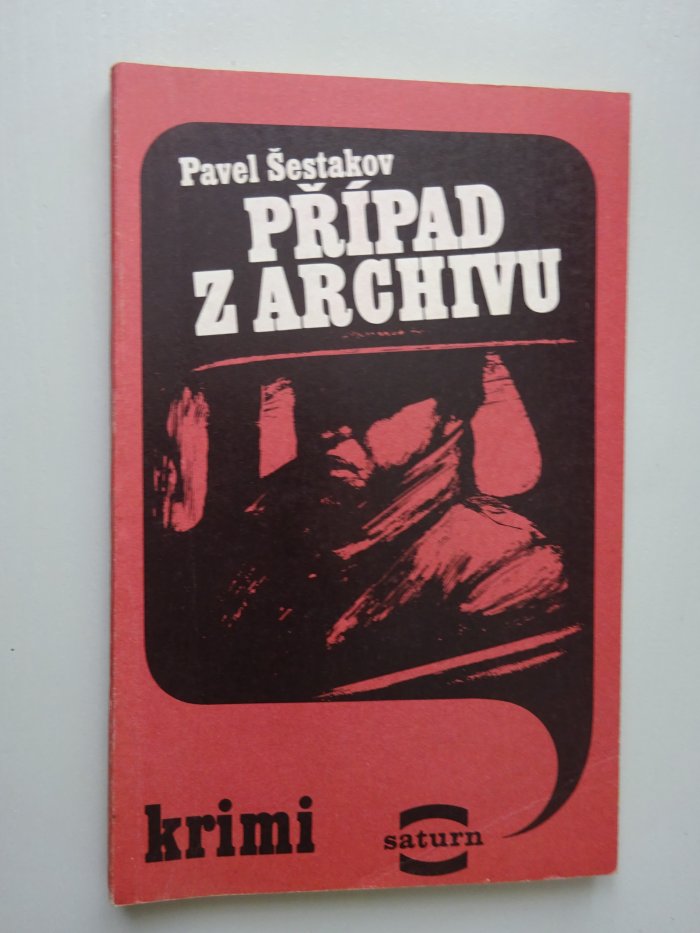 Pavel Šestakov
PŘÍPAD
Z ARCHIVU
krimi
saturn